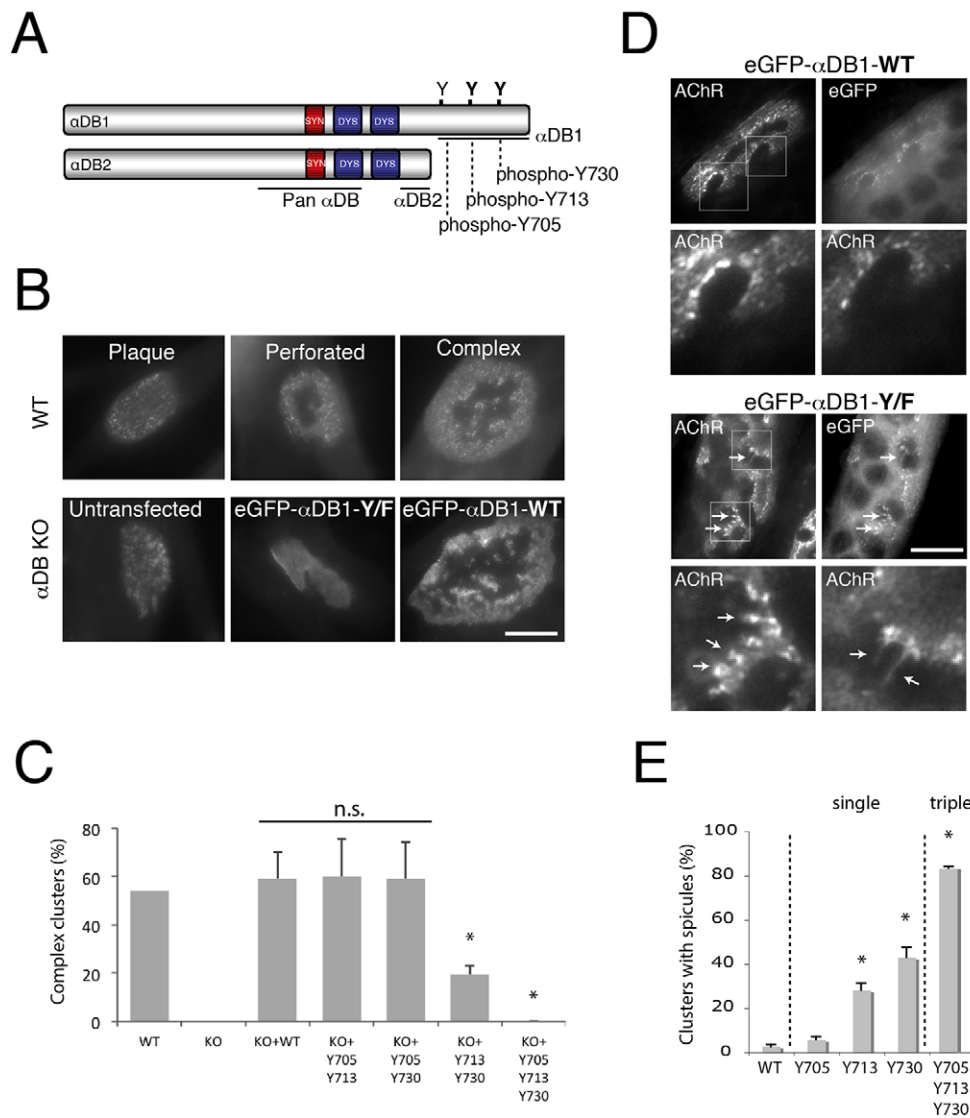 A
Y Y Y
αDB1 SYN DYS DYS
αDB1
αDB2 SYN DYS DYS
phospho-Y730
Pan αDB αDB2 phospho-Y713
phospho-Y705
B
Plaque Perforated Complex
WT
Untransfected eGFP-αDB1-Y/F eGFP-αDB1-WT
αDB KO
C
n.s.
Complex clusters (%)
80
60
40
20
0
* *
WT KO KO+WT KO+ Y705 Y713 KO+ Y705 Y730 KO+ Y713 Y730 KO+ Y705 Y713 Y730
D
eGFP-αDB1-WT
AChR eGFP
AChR AChR
eGFP-αDB1-Y/F
AChR eGFP
AChR AChR
E
single triple
Clusters with spicules (%)
100
80
60
40
20
0
* * *
WT Y705 Y713 Y730 Y705 Y713 Y730